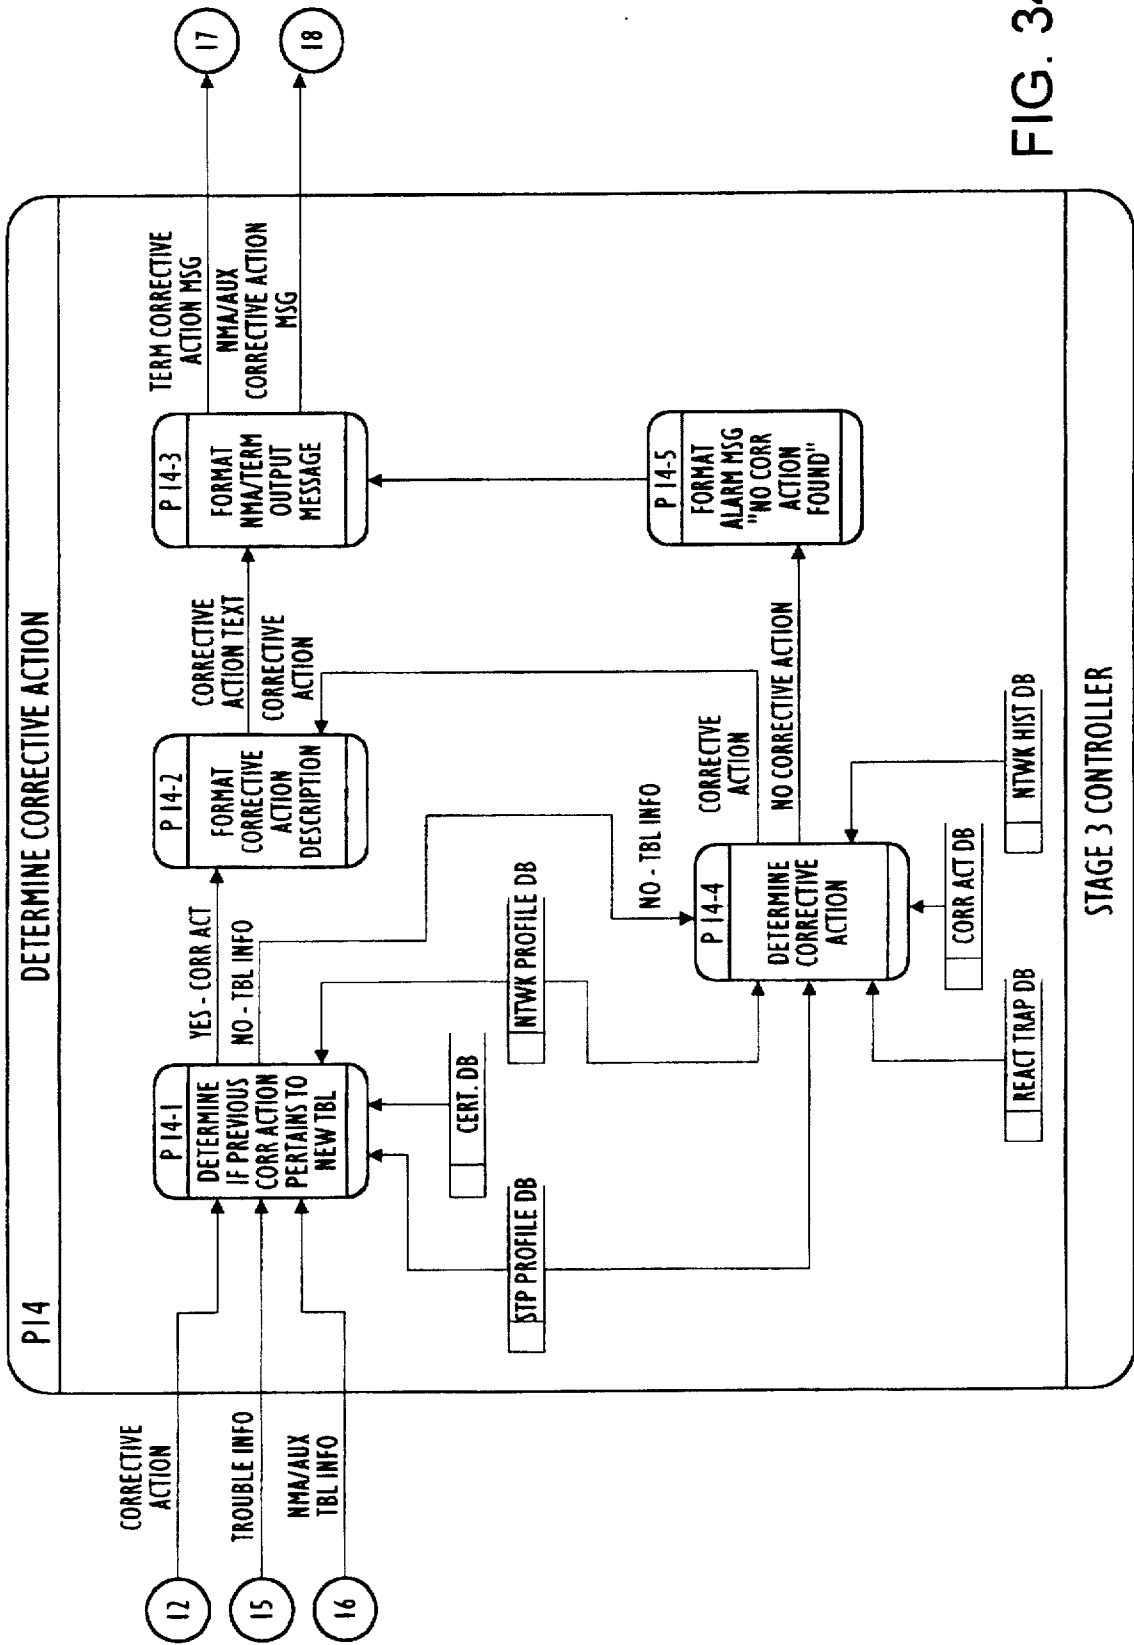 P14
DETERMINE CORRECTIVE ACTION
12
CORRECTIVE
ACTION
15
TROUBLE INFO
16
NMA/AUX
TBL INFO
P 14-1
DETERMINE
IF PREVIOUS
CORR ACTION
PERTAINS TO
NEW TBL
YES - CORR ACT
NO - TBL INFO
P 14-2
FORMAT
CORRECTIVE
ACTION
DESCRIPTION
CORRECTIVE
ACTION TEXT
CORRECTIVE
ACTION
P 14-3
FORMAT
NMA/TERM
OUTPUT
MESSAGE
TERM CORRECTIVE
ACTION MSG
17
NMA/AUX
CORRECTIVE ACTION
MSG
18
CERT. DB
STP PROFILE DB
NTWK PROFILE DB
NO - TBL INFO
P 14-4
DETERMINE
CORRECTIVE
ACTION
CORRECTVE
ACTION
NO CORRECTIVE ACTION
P 14-5
FORMAT
ALARM MSG
"NO CORR
ACTION
FOUND"
REACT TRAP DB
CORR ACT DB
NTWK HIST DB
STAGE 3 CONTROLLER
FIG.